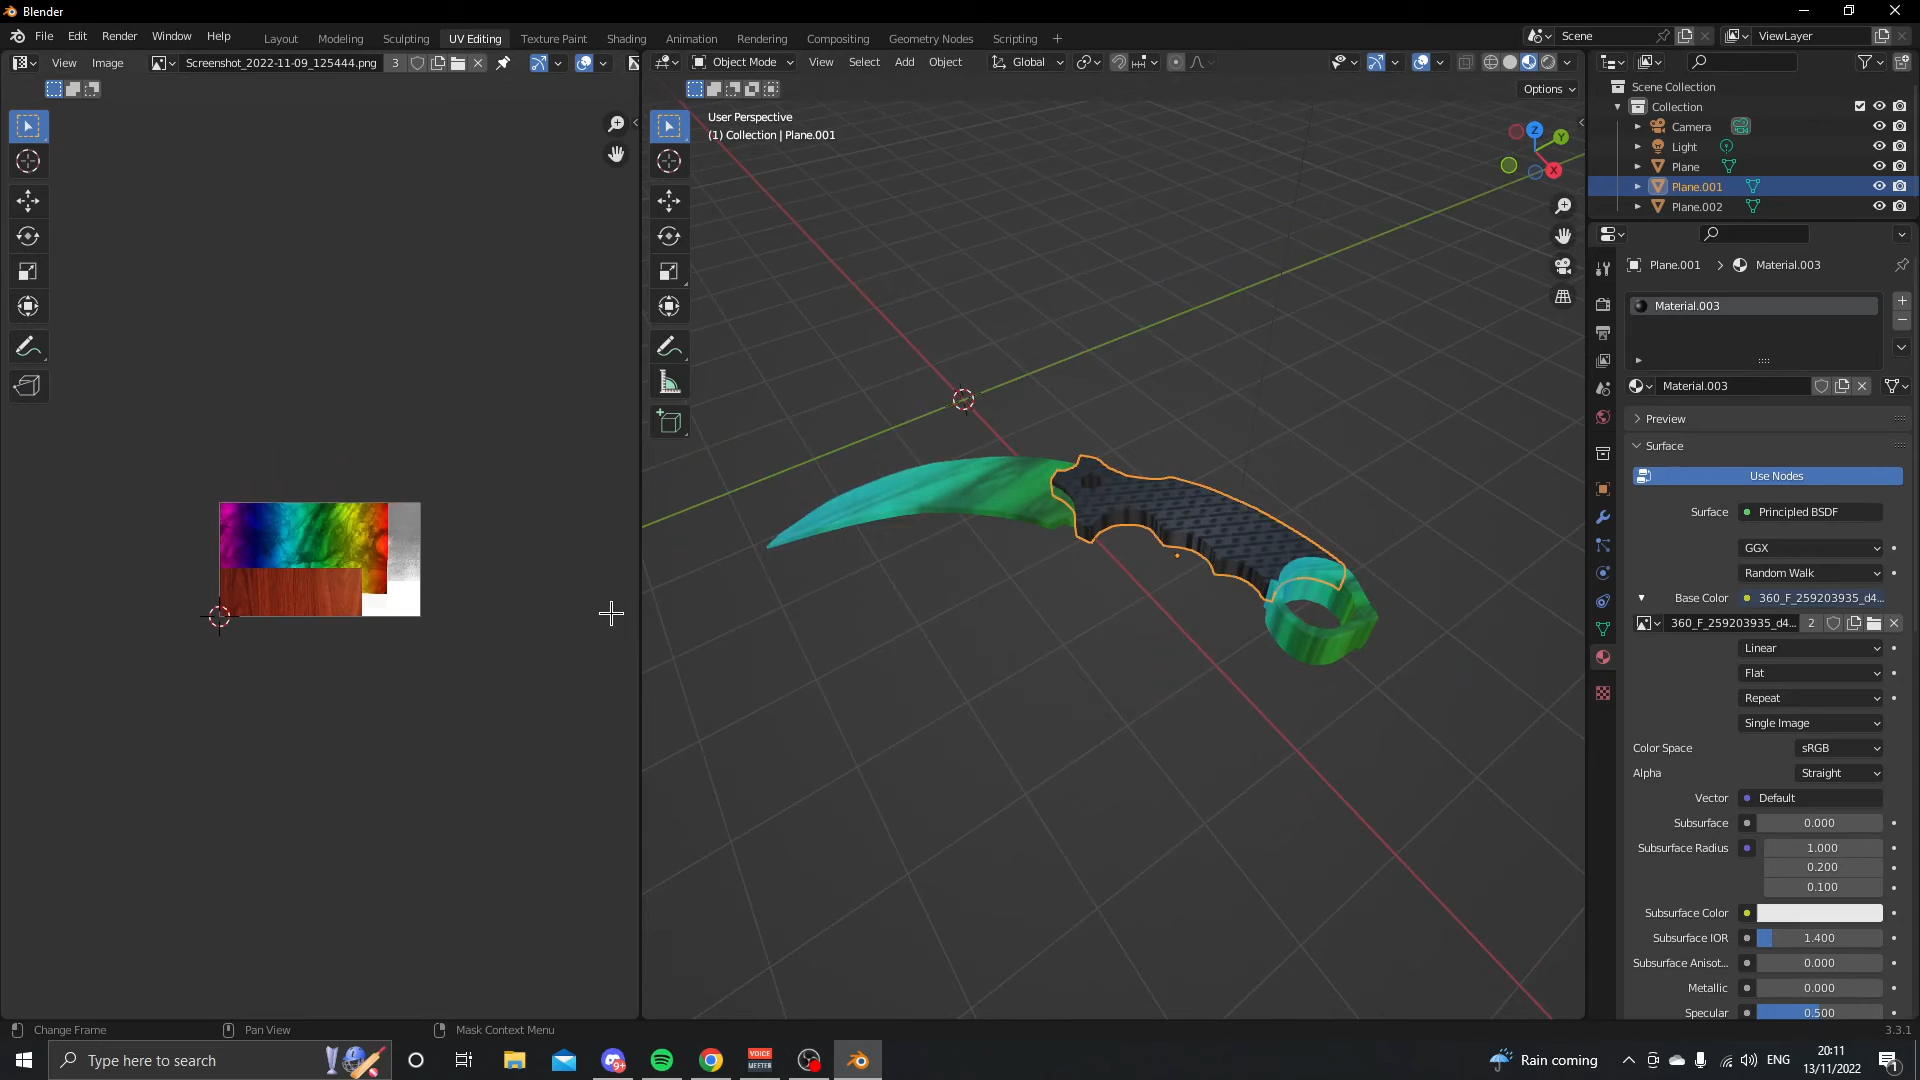 Blender
File Edit Render Window Help
Layout Modeling Sculpting UV Editing Texture Paint Shading Animation Rendering Compositing Geometry Nodes Scripting +
Scene
ViewLayer
View Image
Screenshot_2022-11-09_125444.png 3
Object Mode View Select Add Object
Global
Options
User Perspective
(1) Collection | Plane.001
Z
Y
X
Scene Collection
Collection
Camera
Light
Plane
Plane.001
Plane.002
Plane.001 > Material.003
Material.003
Material.003
Preview
Surface
Use Nodes
Surface Principled BSDF
GGX
Random Walk
Base Color 360_F_259203935_d4...
360_F_259203935_d4... 2
Linear
Flat
Repeat
Single Image
Color Space sRGB
Alpha Straight
Vector Default
Subsurface 0.000
Subsurface Radius 1.000
0.200
0.100
Subsurface Color
Subsurface IOR 1.400
Subsurface Anisot... 0.000
Metallic 0.000
Specular 0.500
Change Frame Pan View Mask Context Menu
3.3.1
Type here to search
9+
VOICE
MEETER
Rain coming
ENG
20:11
13/11/2022
1